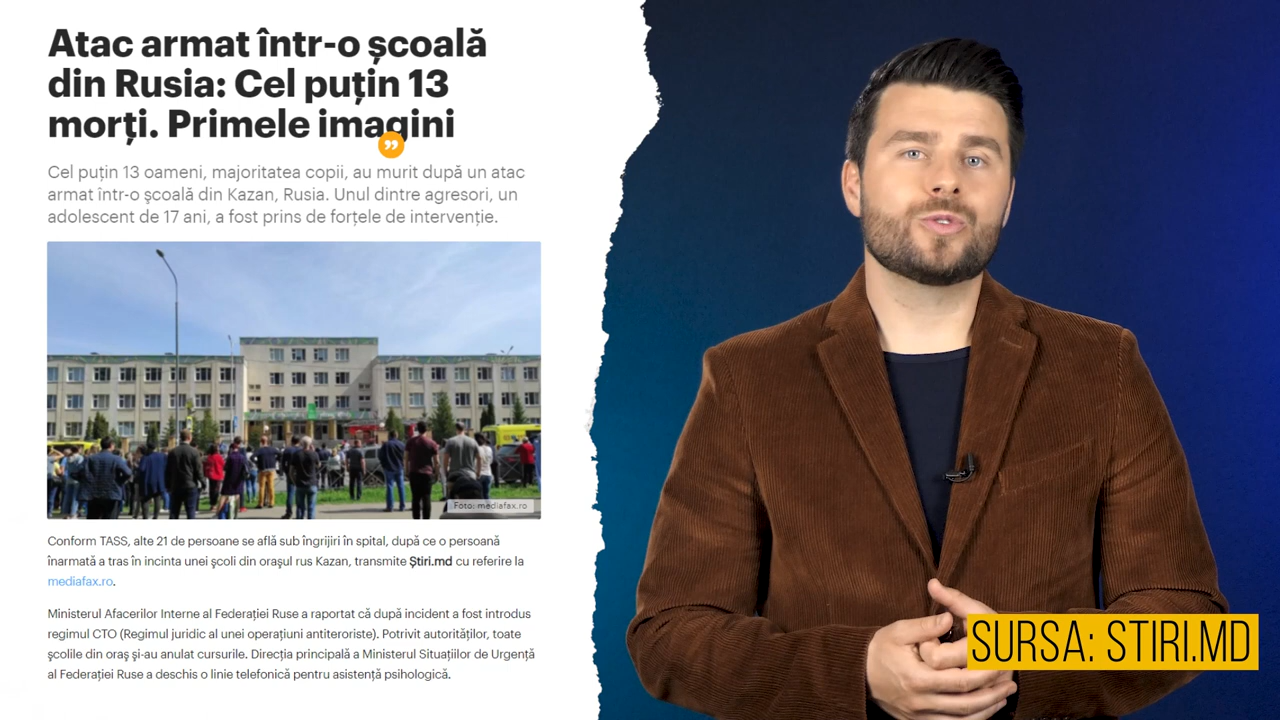 Atac armat într-o școală
din Rusia: Cel puțin 13
morți. Primele imagini
Cel puțin 13 oameni, majoritatea copii, au murit după un atac
armat într-o școală din Kazan, Rusia. Unul dintre agresori, un
adolescent de 17 ani, a fost prins de forțele de intervenție.
Foto: mediafax.ro
Conform TASS, alte 21 de persoane se află sub îngrijiri în spital, după ce o persoană
înarmată a tras în incinta unei școli din orașul rus Kazan, transmite Știri.md cu referire la
mediafax.ro.
Ministerul Afacerilor Interne al Federației Ruse a raportat că după incident a fost introdus
regimul CTO (Regimul juridic al unei operațiuni antiteroriste). Potrivit autorităților, toate
școlile din oraș și-au anulat cursurile. Direcția principală a Ministerul Situațiilor de Urgență
al Federației Ruse a deschis o linie telefonică pentru asistență psihologică.
SURSA: STIRI.MD